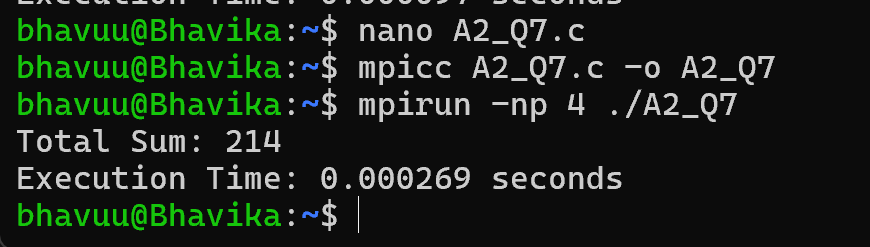 Execution Time: 0.000097 seconds
bhavuu@Bhavika:~$ nano A2_Q7.c
bhavuu@Bhavika:~$ mpicc A2_Q7.c -o A2_Q7
bhavuu@Bhavika:~$ mpirun -np 4 ./A2_Q7
Total Sum: 214
Execution Time: 0.000269 seconds
bhavuu@Bhavika:~$